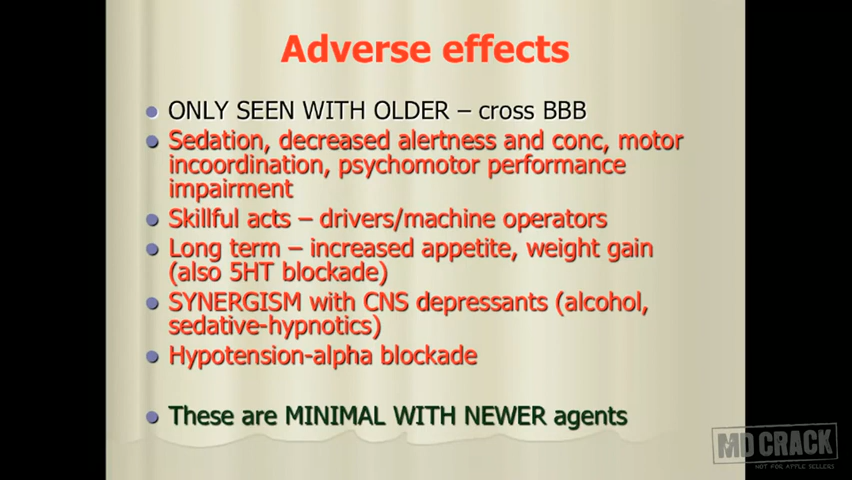 Adverse effects
ONLY SEEN WITH OLDER – cross BBB
Sedation, decreased alertness and conc, motor
incoordination, psychomotor performance
impairment
Skillful acts – drivers/machine operators
Long term – increased appetite, weight gain
(also 5HT blockade)
SYNERGISM with CNS depressants (alcohol,
sedative-hypnotics)
Hypotension-alpha blockade
These are MINIMAL WITH NEWER agents
MD CRACK
NOT FOR APPLE SELLERS